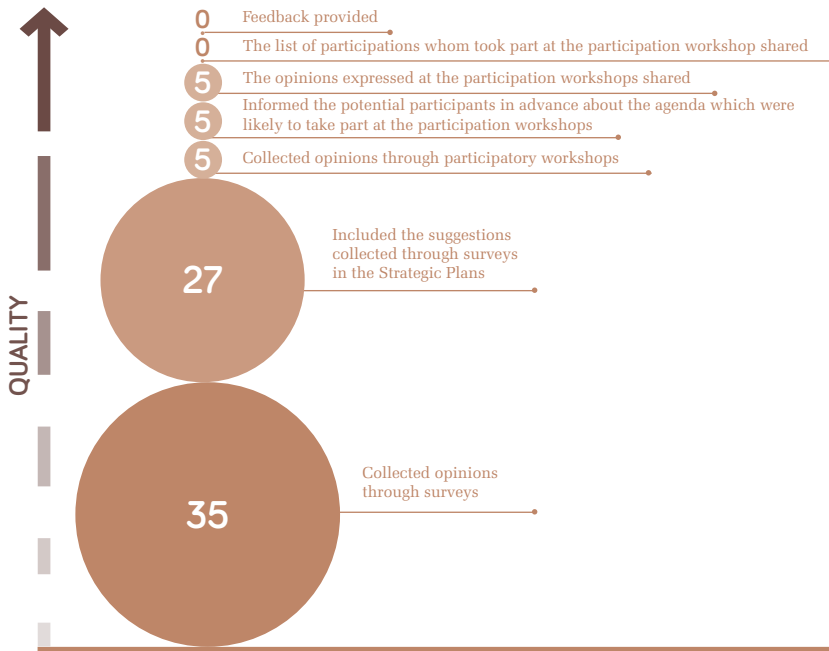 0 Feedback provided
0 The list of participations whom took part at the participation workshop shared
5 The opinions expressed at the participation workshops shared
5 Informed the potential participants in advance about the agenda which were
likely to take part at the participation workshops
5 Collected opinions through participatory workshops
27
Included the suggestions
collected through surveys
in the Strategic Plans
QUALITY
35
Collected opinions
through surveys